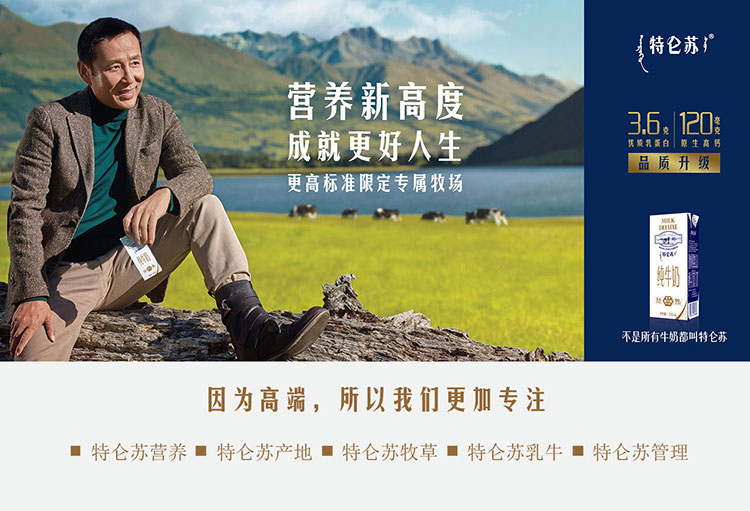 营养新高度
成就更好人生
更高标准限定专属牧场
特仑苏®
3.6克 120毫克
优质乳蛋白 原生高钙
品质升级
MILK
DELUXE
特仑苏
纯牛奶
不是所有牛奶都叫特仑苏
因为高端，所以我们更加专注
■ 特仑苏营养 ■ 特仑苏产地 ■ 特仑苏牧草 ■ 特仑苏乳牛 ■ 特仑苏管理